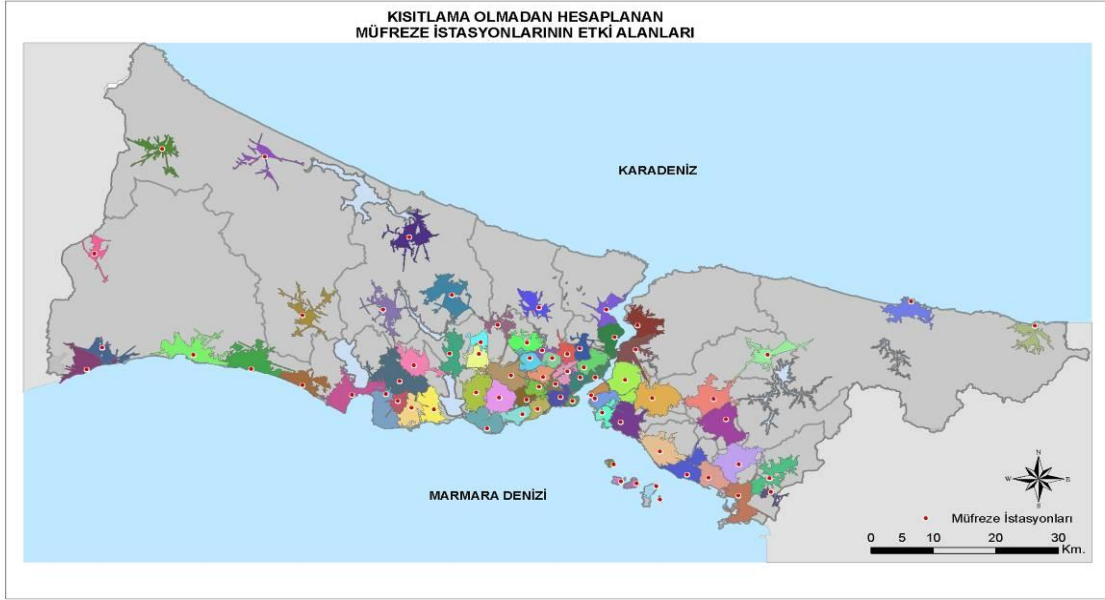 KISITLAMA OLMADAN HESAPLANAN
MÜFREZE İSTASYONLARININ ETKİ ALANLARI
KARADENİZ
MARMARA DENİZİ
N
W
E
S
Müfreze İstasyonları
0 5 10 20 30
Km.